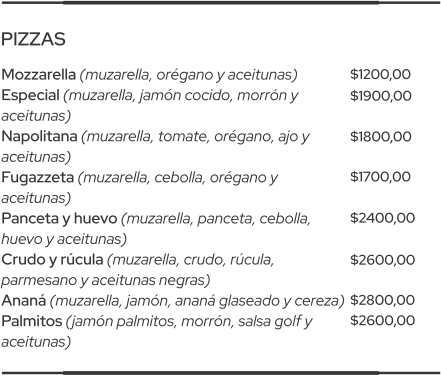 PIZZAS
Mozzarella (muzarella, orégano y aceitunas) $1200,00
Especial (muzarella, jamón cocido, morrón y $1900,00
aceitunas)
Napolitana (muzarella, tomate, orégano, ajo y $1800,00
aceitunas)
Fugazzeta (muzarella, cebolla, orégano y $1700,00
aceitunas)
Panceta y huevo (muzarella, panceta, cebolla, $2400,00
huevo y aceitunas)
Crudo y rúcula (muzarella, crudo, rúcula, $2600,00
parmesano y aceitunas negras)
Ananá (muzarella, jamón, ananá glaseado y cereza) $2800,00
Palmitos (jamón palmitos, morrón, salsa golf y $2600,00
aceitunas)